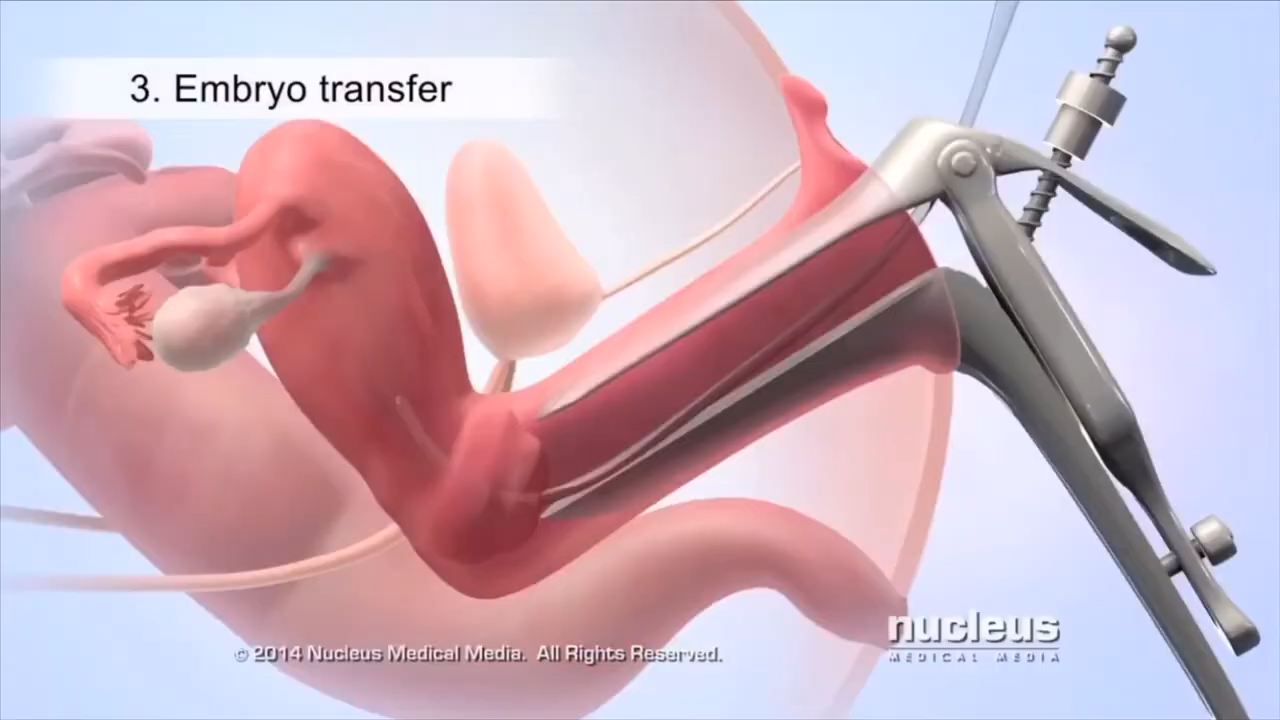 3. Embryo transfer
© 2014 Nucleus Medical Media. All Rights Reserved.
nucleus
MEDICAL MEDIA